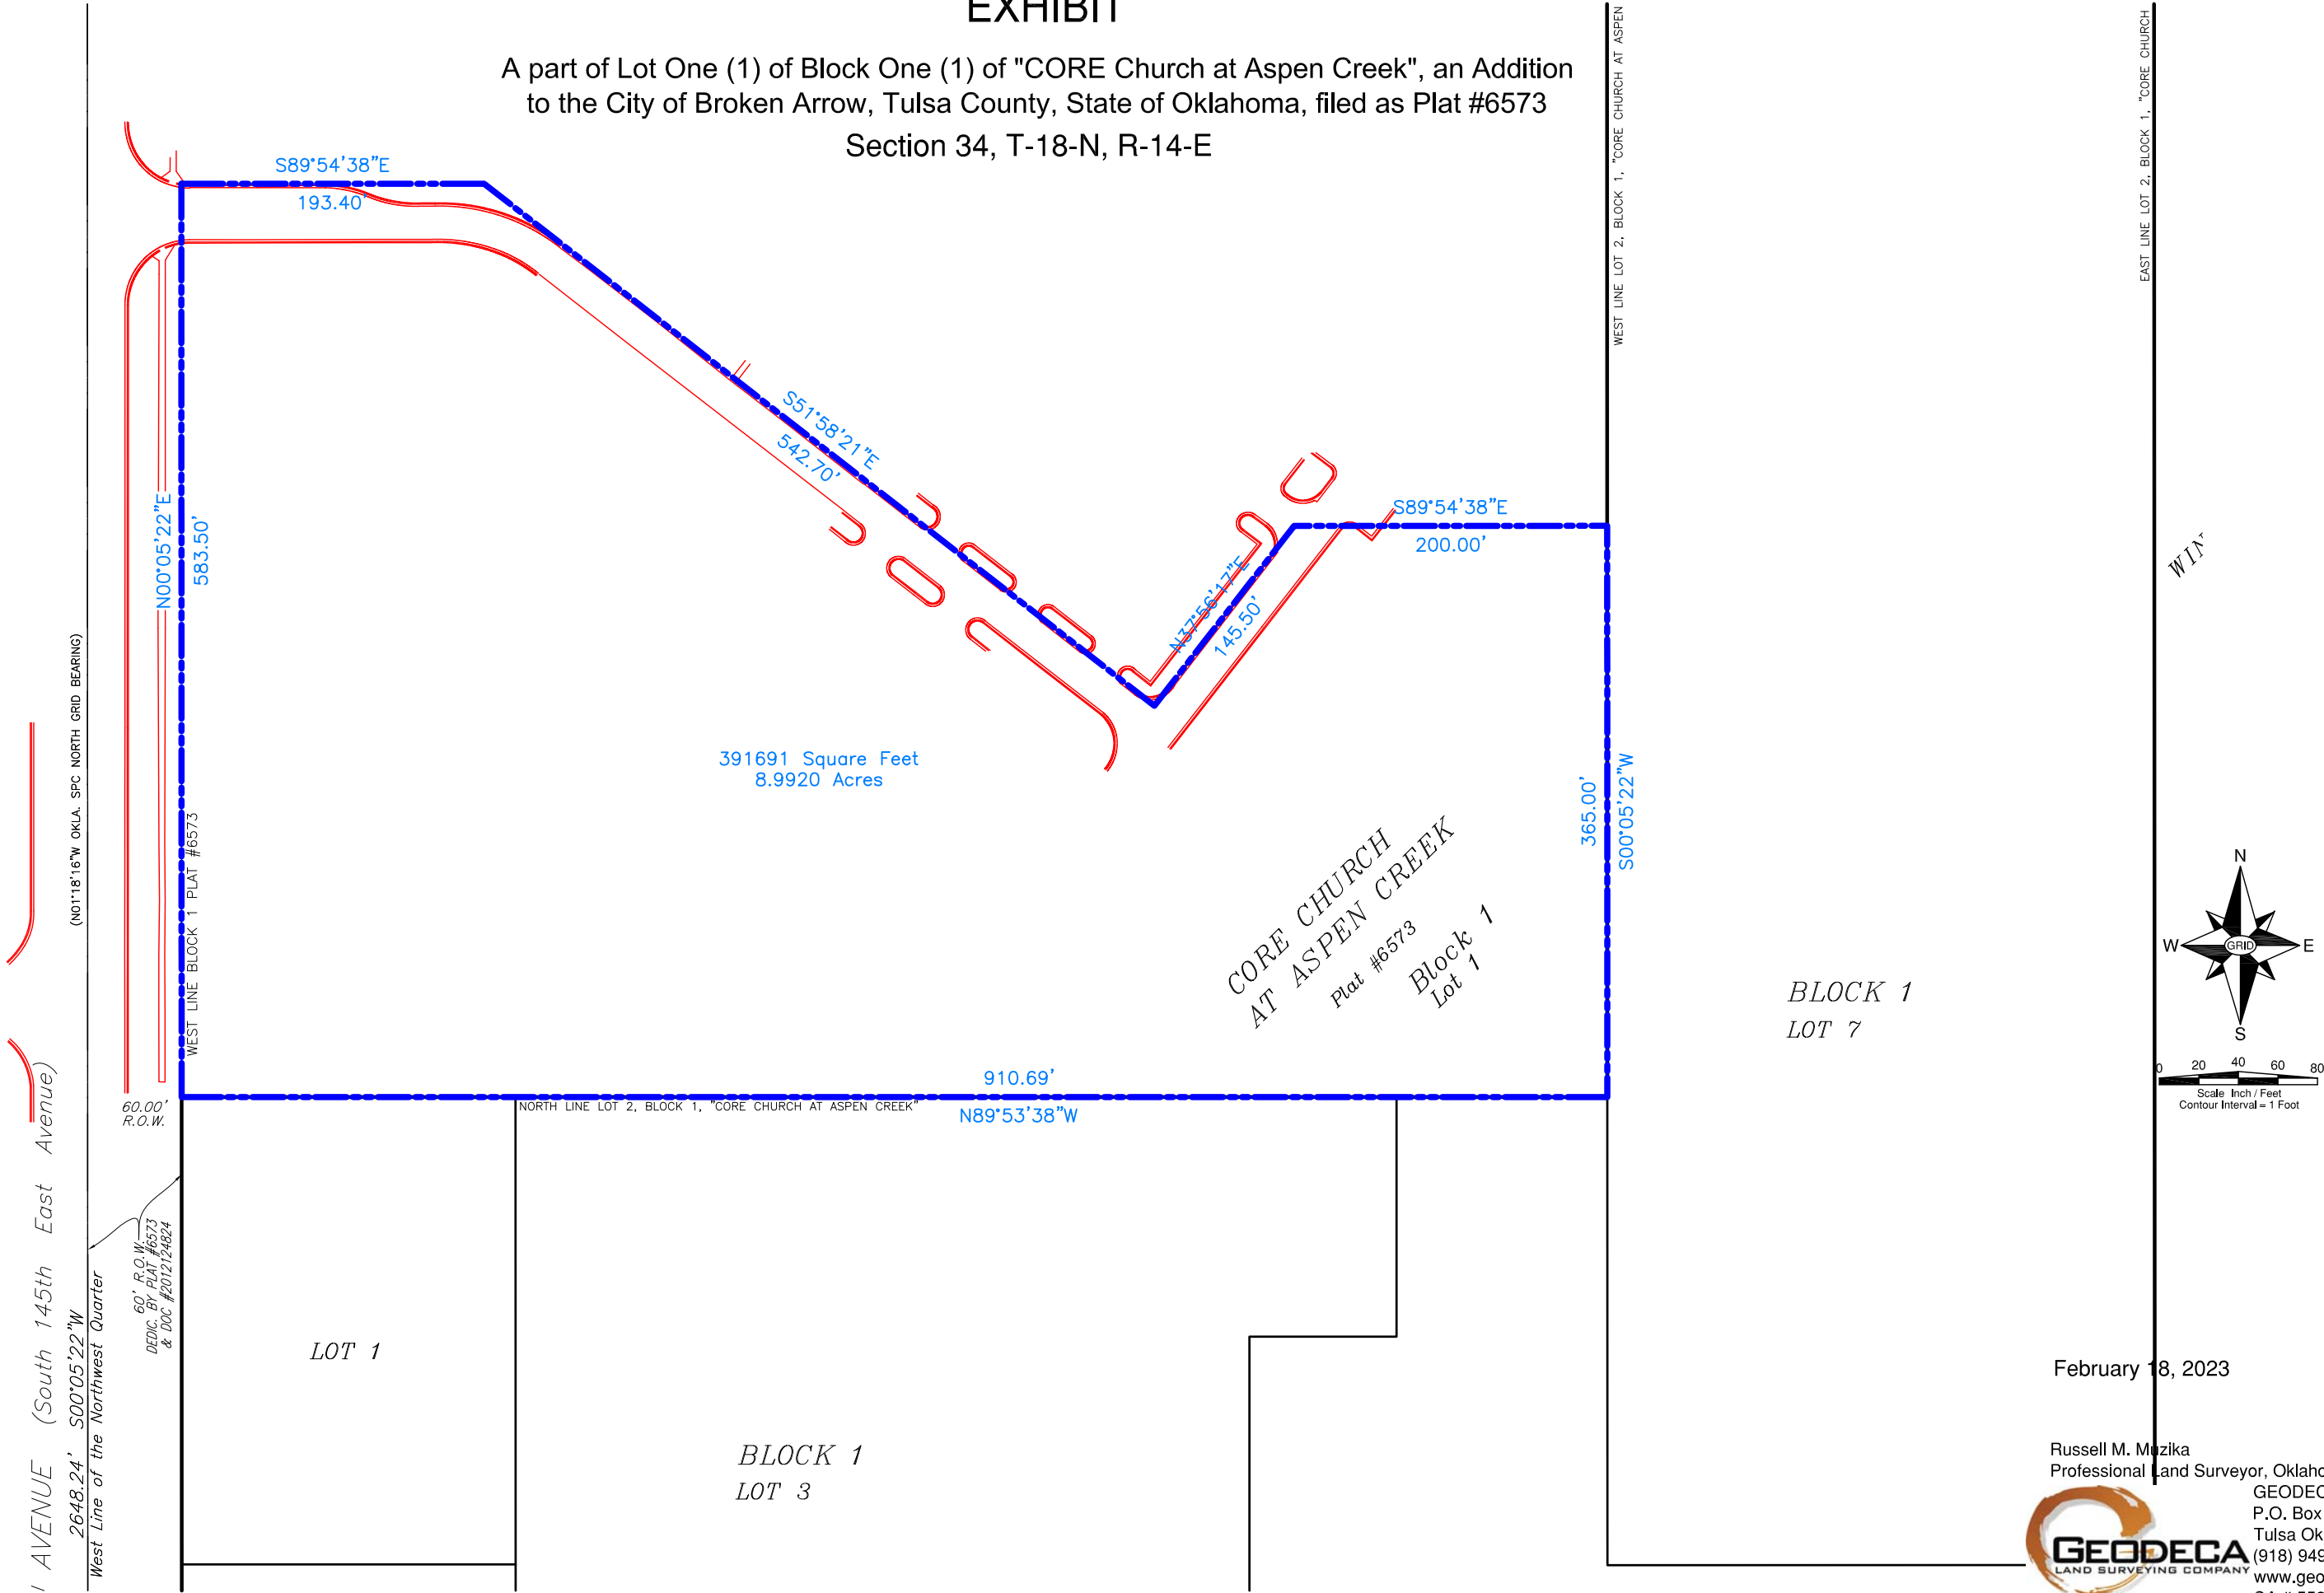 EXHIBIT
A part of Lot One (1) of Block One (1) of "CORE Church at Aspen Creek", an Addition
to the City of Broken Arrow, Tulsa County, State of Oklahoma, filed as Plat #6573
Section 34, T-18-N, R-14-E
WEST LINE LOT 2, BLOCK 1, "CORE CHURCH AT ASPEN
EAST LINE LOT 2, BLOCK 1, "CORE CHURCH
S89°54'38"E
193.40'
S51°58'21"E
542.70'
N00°05'22"E
583.50'
N37°56'17"E
145.50'
S89°54'38"E
200.00'
(N01°18'16"W OKLA. SPC NORTH GRID BEARING)
WEST LINE BLOCK 1 PLAT #6573
391691 Square Feet
8.9920 Acres
365.00'
S00°05'22"W
CORE CHURCH
AT ASPEN CREEK
Plat #6573
Block 1
Lot 1
BLOCK 1
LOT 7
N
W
GRID
E
S
0 20 40 60 80
Scale Inch / Feet
Contour Interval = 1 Foot
910.69'
NORTH LINE LOT 2, BLOCK 1, "CORE CHURCH AT ASPEN CREEK"
N89°53'38"W
60.00'
R.O.W.
60' R.O.W.
DEDIC. BY PLAT #6573
& DOC #2012124824
AVENUE (South 145th East Avenue)
2648.24' S00°05'22"W
West Line of the Northwest Quarter
LOT 1
BLOCK 1
LOT 3
February 18, 2023
Russell M. Muzika
Professional Land Surveyor,
P.O. Box
Tulsa
(918)
GEODECA
LAND SURVEYING COMPANY